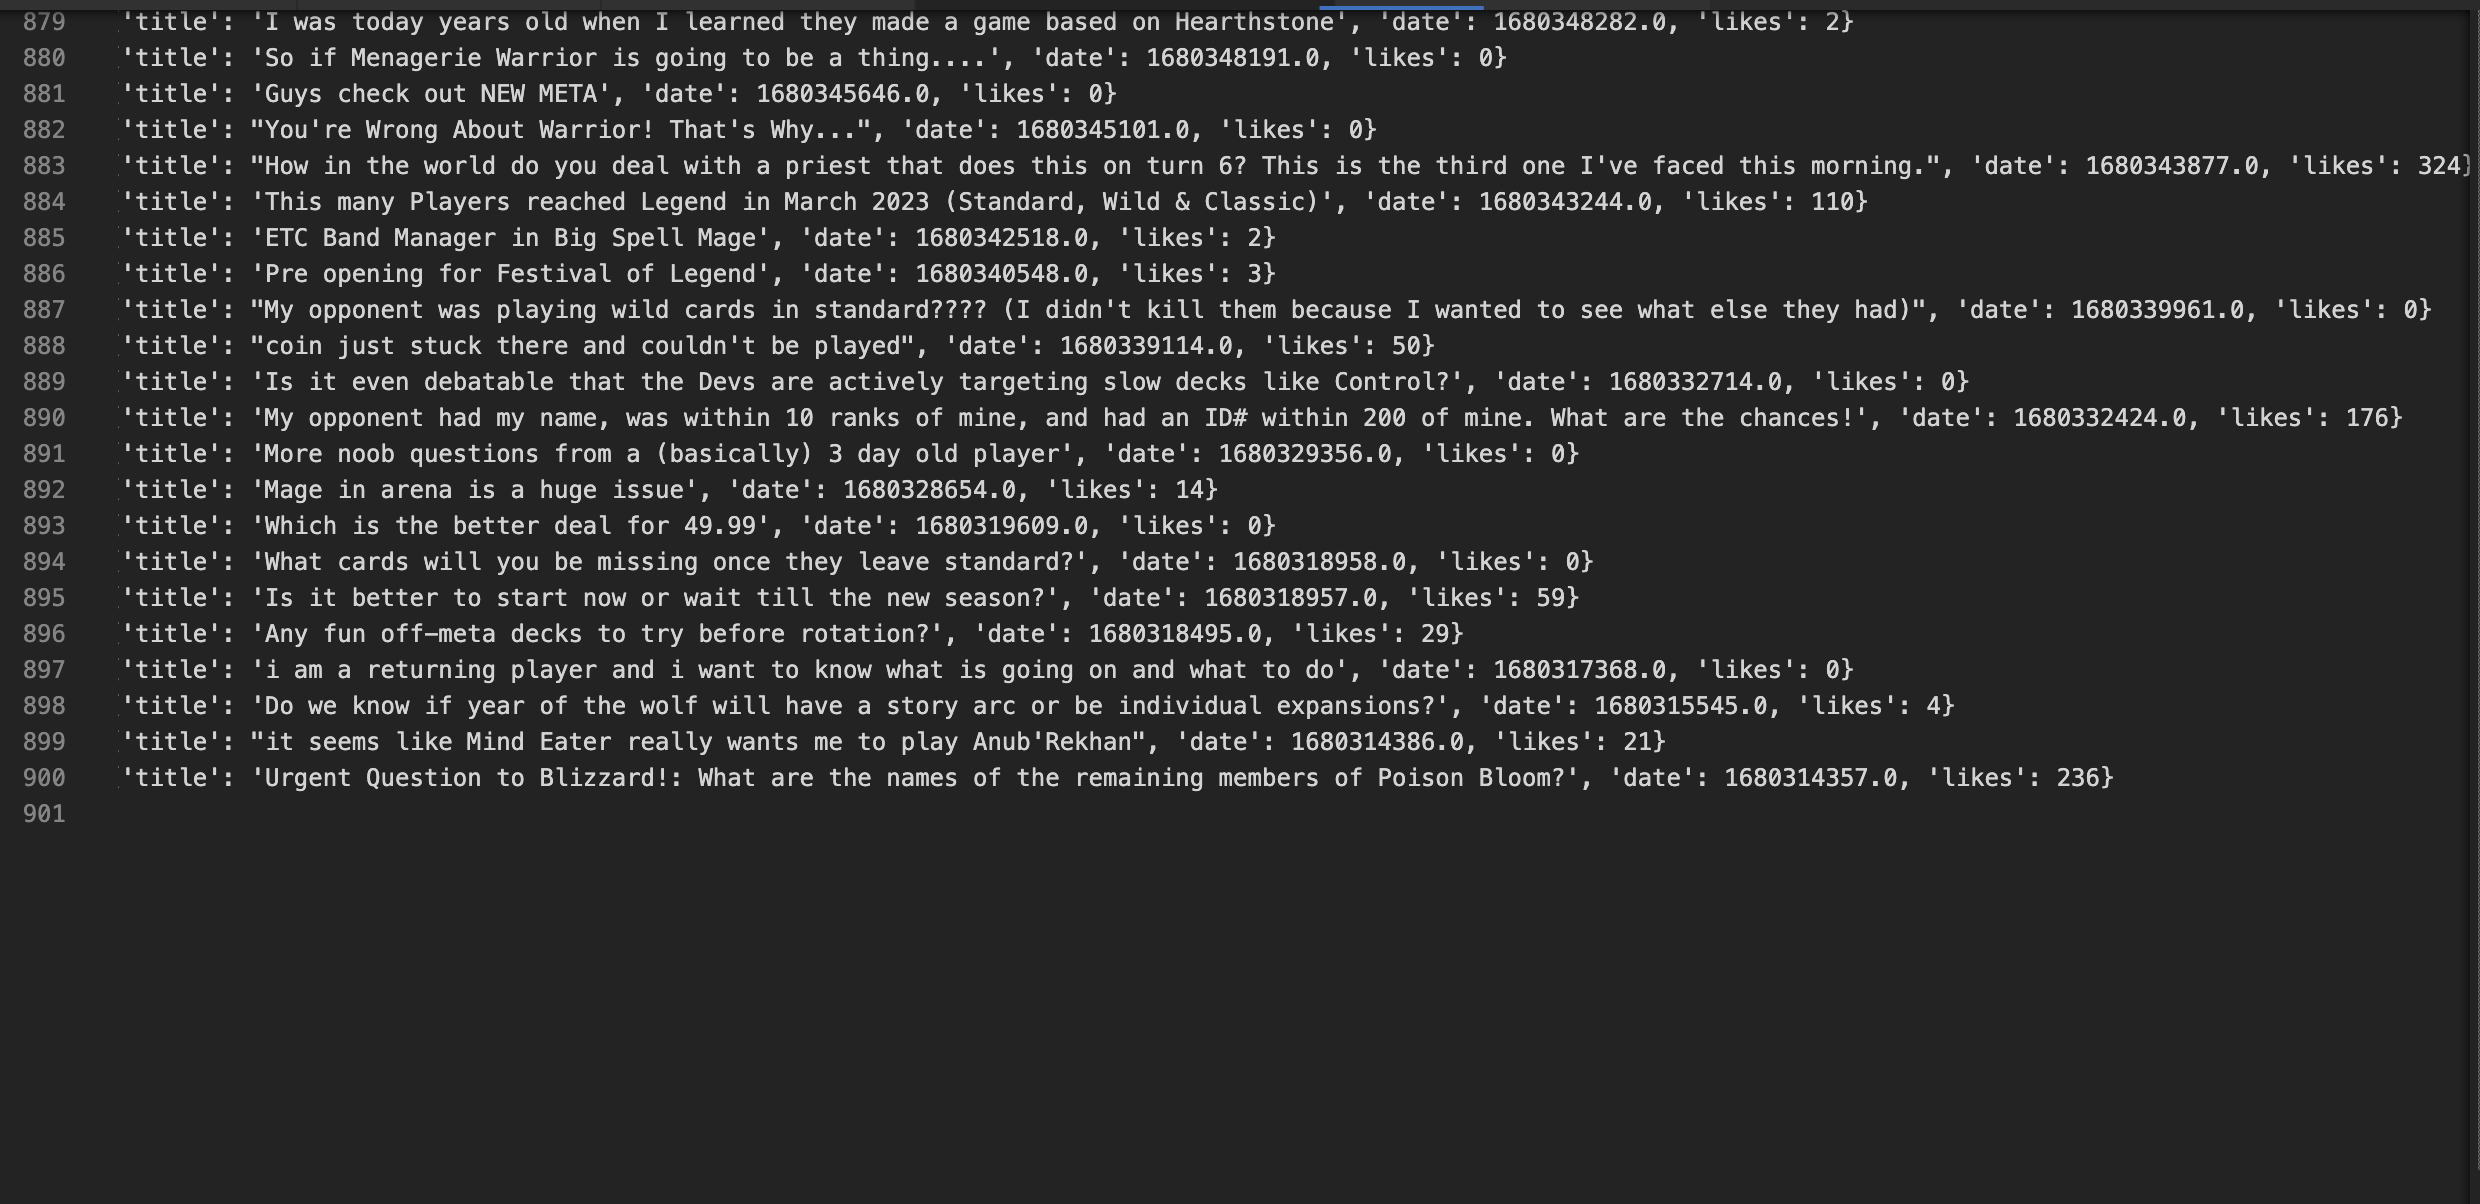 879 'title': 'I was today years old when I learned they made a game based on Hearthstone', 'date': 1680348282.0, 'likes': 2}
880 'title': 'So if Menagerie Warrior is going to be a thing....', 'date': 1680348191.0, 'likes': 0}
881 'title': 'Guys check out NEW META', 'date': 1680345646.0, 'likes': 0}
882 'title': "You're Wrong About Warrior! That's Why...", 'date': 1680345101.0, 'likes': 0}
883 'title': "How in the world do you deal with a priest that does this on turn 6? This is the third one I've faced this morning.", 'date': 1680343877.0, 'likes': 324}
884 'title': 'This many Players reached Legend in March 2023 (Standard, Wild & Classic)', 'date': 1680343244.0, 'likes': 110}
885 'title': 'ETC Band Manager in Big Spell Mage', 'date': 1680342518.0, 'likes': 2}
886 'title': 'Pre opening for Festival of Legend', 'date': 1680340548.0, 'likes': 3}
887 'title': "My opponent was playing wild cards in standard???? (I didn't kill them because I wanted to see what else they had)", 'date': 1680339961.0, 'likes': 0}
888 'title': "coin just stuck there and couldn't be played", 'date': 1680339114.0, 'likes': 50}
889 'title': 'Is it even debatable that the Devs are actively targeting slow decks like Control?', 'date': 1680332714.0, 'likes': 0}
890 'title': 'My opponent had my name, was within 10 ranks of mine, and had an ID# within 200 of mine. What are the chances!', 'date': 1680332424.0, 'likes': 176}
891 'title': 'More noob questions from a (basically) 3 day old player', 'date': 1680329356.0, 'likes': 0}
892 'title': 'Mage in arena is a huge issue', 'date': 1680328654.0, 'likes': 14}
893 'title': 'Which is the better deal for 49.99', 'date': 1680319609.0, 'likes': 0}
894 'title': 'What cards will you be missing once they leave standard?', 'date': 1680318958.0, 'likes': 0}
895 'title': 'Is it better to start now or wait till the new season?', 'date': 1680318957.0, 'likes': 59}
896 'title': 'Any fun off-meta decks to try before rotation?', 'date': 1680318495.0, 'likes': 29}
897 'title': 'i am a returning player and i want to know what is going on and what to do', 'date': 1680317368.0, 'likes': 0}
898 'title': 'Do we know if year of the wolf will have a story arc or be individual expansions?', 'date': 1680315545.0, 'likes': 4}
899 'title': "it seems like Mind Eater really wants me to play Anub'Rekhan", 'date': 1680314386.0, 'likes': 21}
900 'title': 'Urgent Question to Blizzard!: What are the names of the remaining members of Poison Bloom?', 'date': 1680314357.0, 'likes': 236}
901